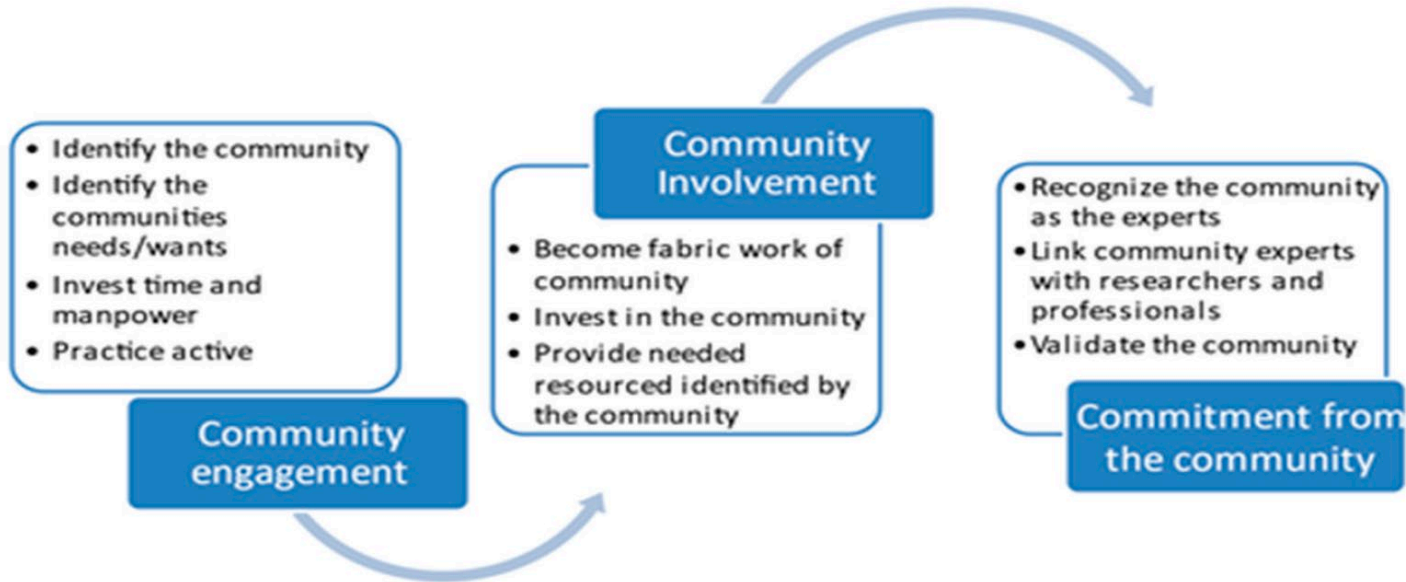 • Identify the community
• Identify the
communities
needs/wants
• Invest time and
manpower
• Practice active
Community
engagement
Community
Involvement
• Become fabric work of
community
• Invest in the community
• Provide needed
resourced identified by
the community
•Recognize the community
as the experts
•Link community experts
with researchers and
professionals
•Validate the community
Commitment from
the community